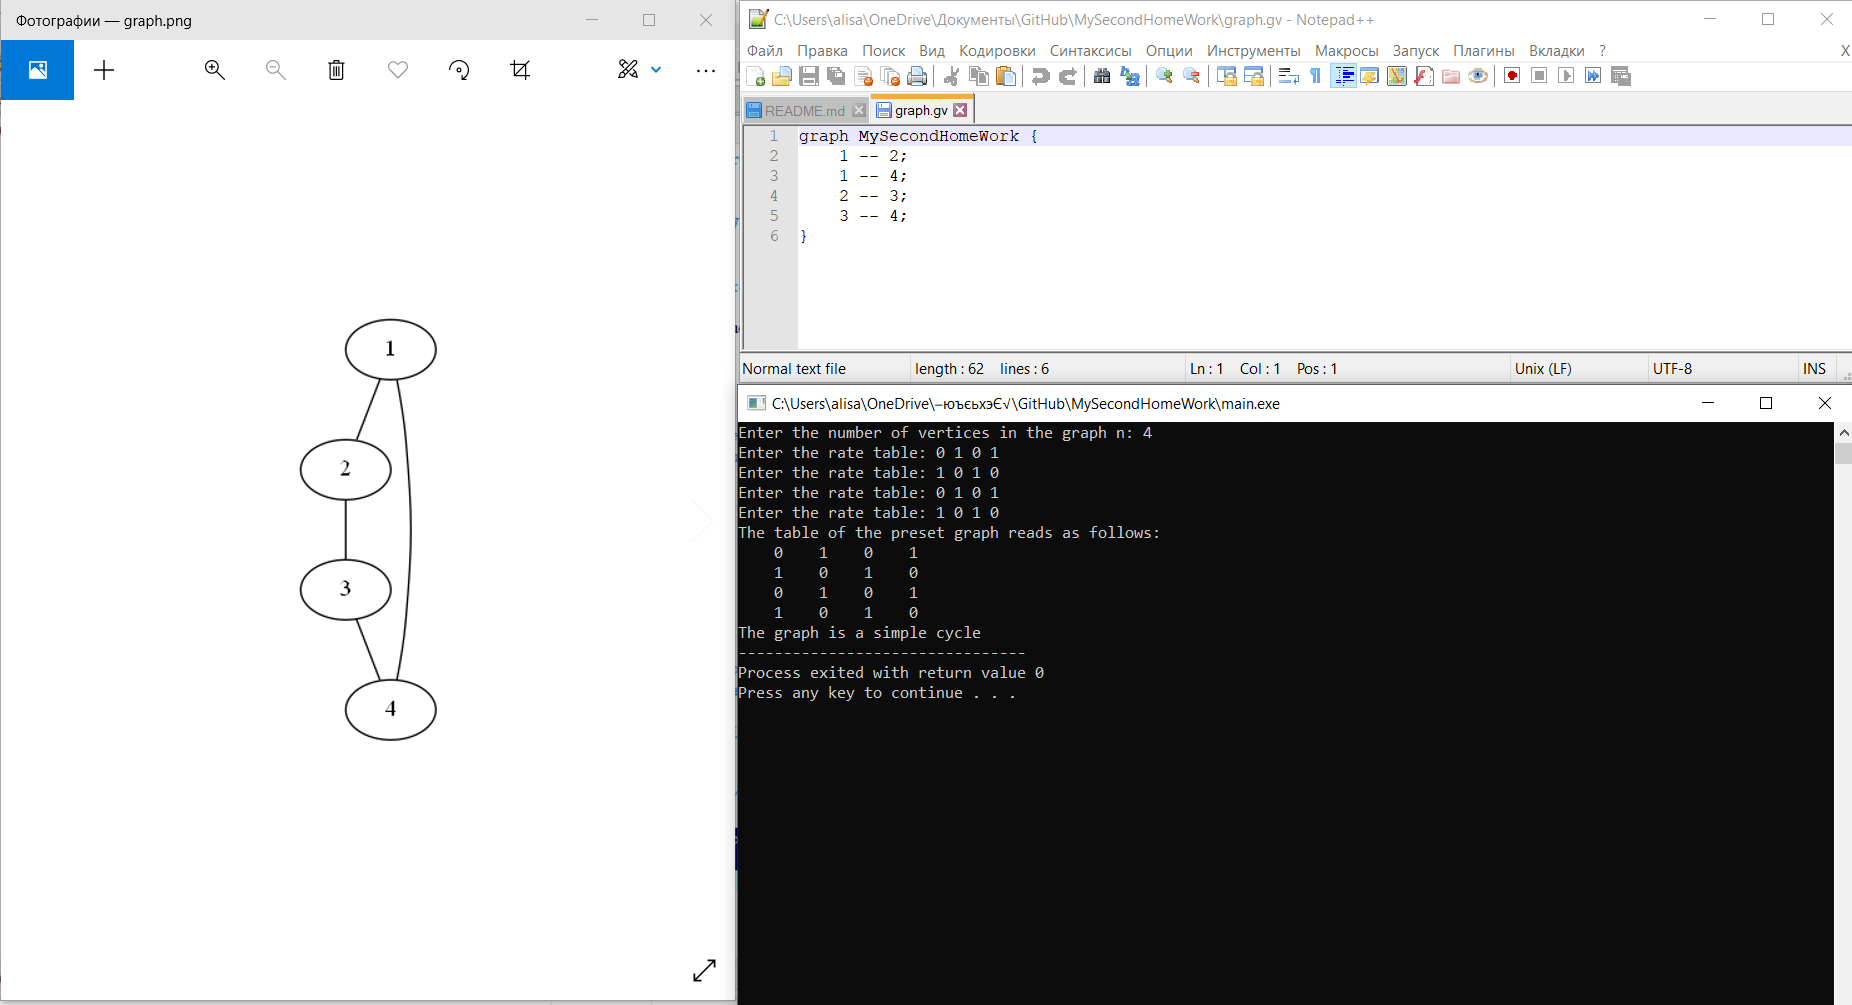 Фотографии — graph.png
1
2
3
4
C:\Users\alisa\OneDrive\Документы\GitHub\MySecondHomeWork\graph.gv - Notepad++
Файл Правка Поиск Вид Кодировки Синтаксисы Опции Инструменты Макросы Запуск Плагины Вкладки ? X
README.md graph.gv
1 graph MySecondHomeWork {
2 1 -- 2;
3 1 -- 4;
4 2 -- 3;
5 3 -- 4;
6 }
Normal text file length : 62 lines : 6 Ln : 1 Col : 1 Pos : 1 Unix (LF) UTF-8 INS
C:\Users\alisa\OneDrive\–юъєьхэЄ√\GitHub\MySecondHomeWork\main.exe
Enter the number of vertices in the graph n: 4
Enter the rate table: 0 1 0 1
Enter the rate table: 1 0 1 0
Enter the rate table: 0 1 0 1
Enter the rate table: 1 0 1 0
The table of the preset graph reads as follows:
0 1 0 1
1 0 1 0
0 1 0 1
1 0 1 0
The graph is a simple cycle
--------------------------------
Process exited with return value 0
Press any key to continue . . .